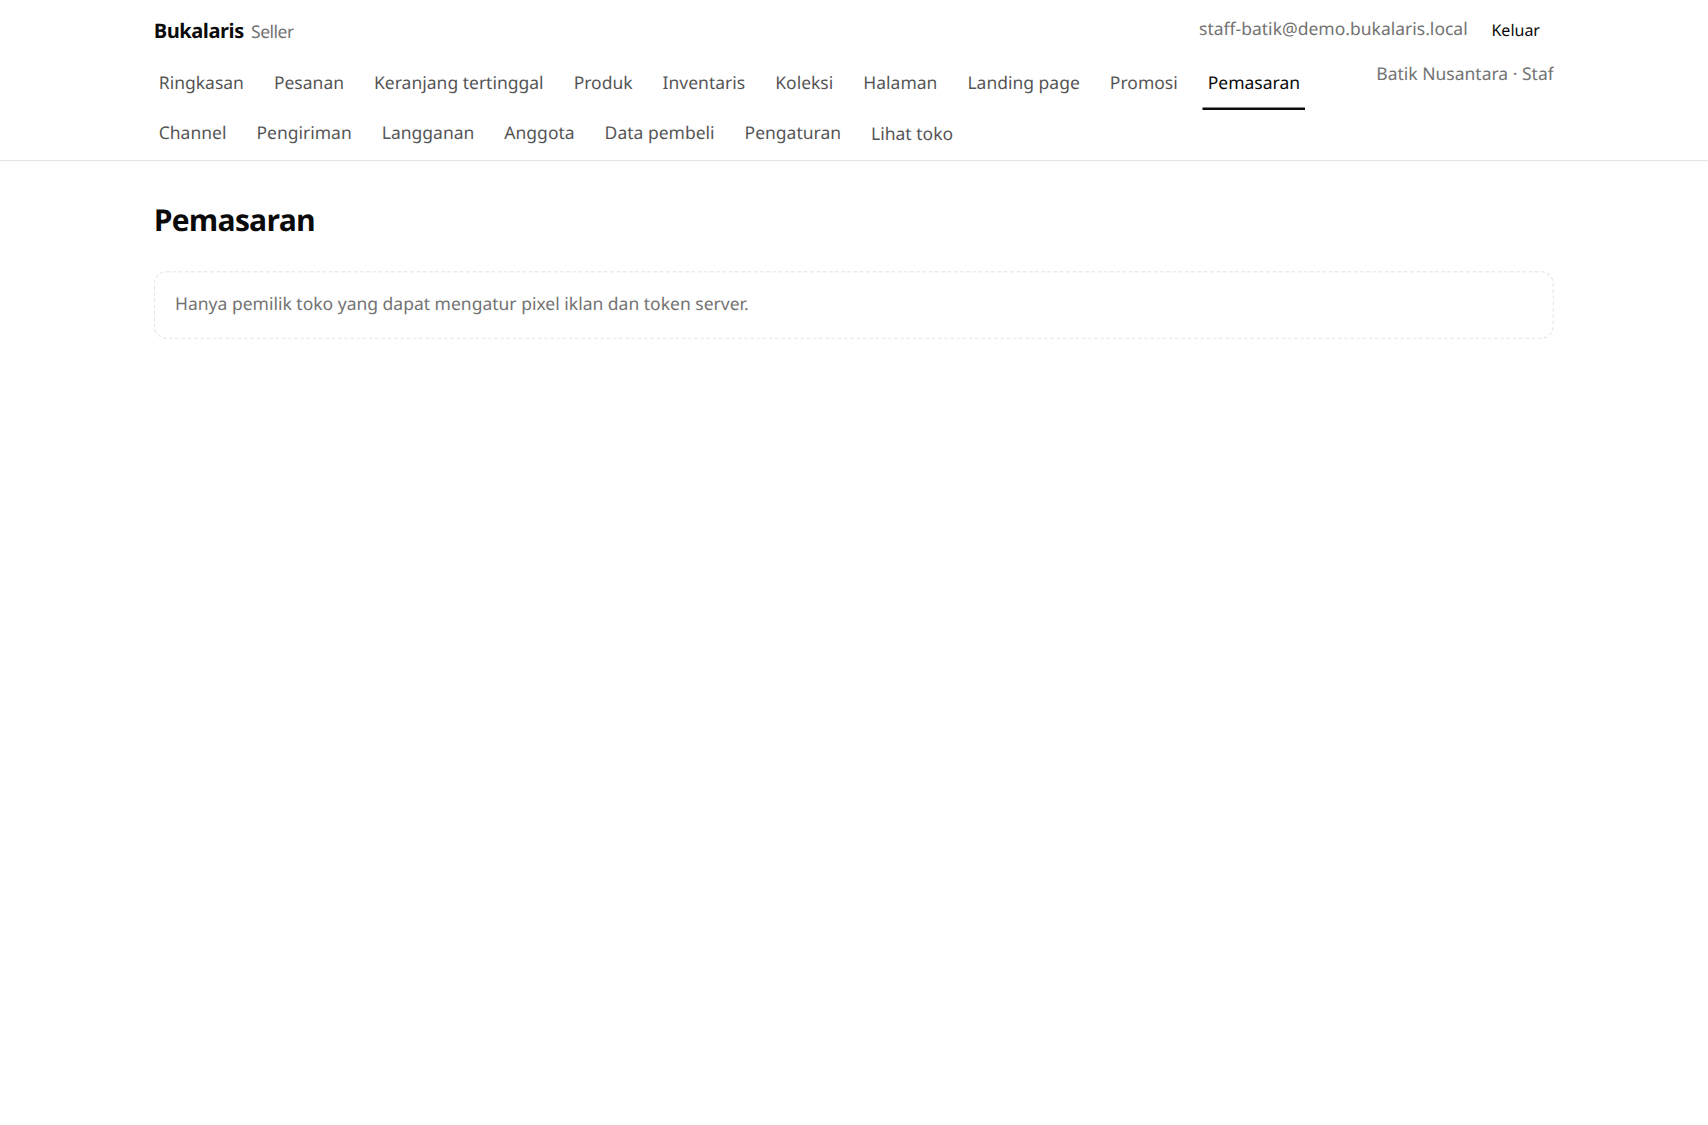 Bukalaris Seller
staff-batik@demo.bukalaris.local Keluar
Ringkasan Pesanan Keranjang tertinggal Produk Inventaris Koleksi Halaman Landing page Promosi Pemasaran
Batik Nusantara · Staf
Channel Pengiriman Langganan Anggota Data pembeli Pengaturan Lihat toko
Pemasaran
Hanya pemilik toko yang dapat mengatur pixel iklan dan token server.